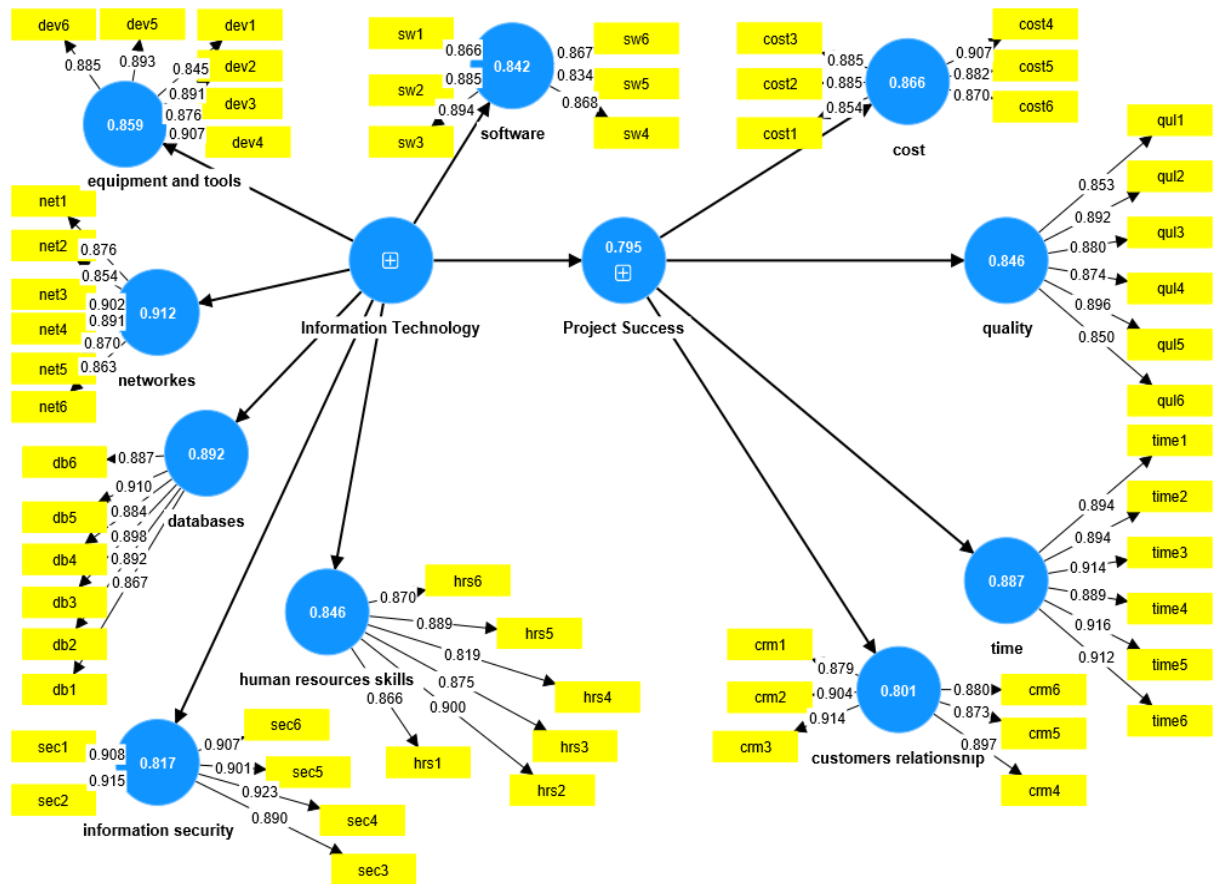 dev6
dev5
dev1
dev2
dev3
dev4
0.885
0.893
0.845
0.891
0.876
0.907
0.859
equipment and tools
sw1
sw2
sw3
sw6
sw5
sw4
0.866
0.885
0.894
0.867
0.834
0.868
0.842
software
cost3
cost2
cost1
cost4
cost5
cost6
0.885
0.885
0.854
0.907
0.882
0.870
0.866
cost
net1
net2
net3
net4
net5
net6
0.876
0.854
0.902
0.891
0.870
0.863
0.912
networkes
Information Technology
0.795
Project Success
qul1
qul2
qul3
qul4
qul5
qul6
0.853
0.892
0.880
0.874
0.896
0.850
0.846
quality
db6
db5
db4
db3
db2
db1
0.887
0.910
0.884
0.898
0.892
0.867
0.892
databases
time1
time2
time3
time4
time5
time6
0.894
0.894
0.914
0.889
0.916
0.912
0.887
time
hrs6
hrs5
hrs4
hrs3
hrs2
hrs1
0.870
0.889
0.819
0.875
0.900
0.866
0.846
human resources skills
crm1
crm2
crm3
crm6
crm5
crm4
0.879
0.904
0.914
0.880
0.873
0.897
0.801
customers relationship
sec1
sec2
sec6
sec5
sec4
sec3
0.908
0.915
0.907
0.901
0.923
0.890
0.817
information security